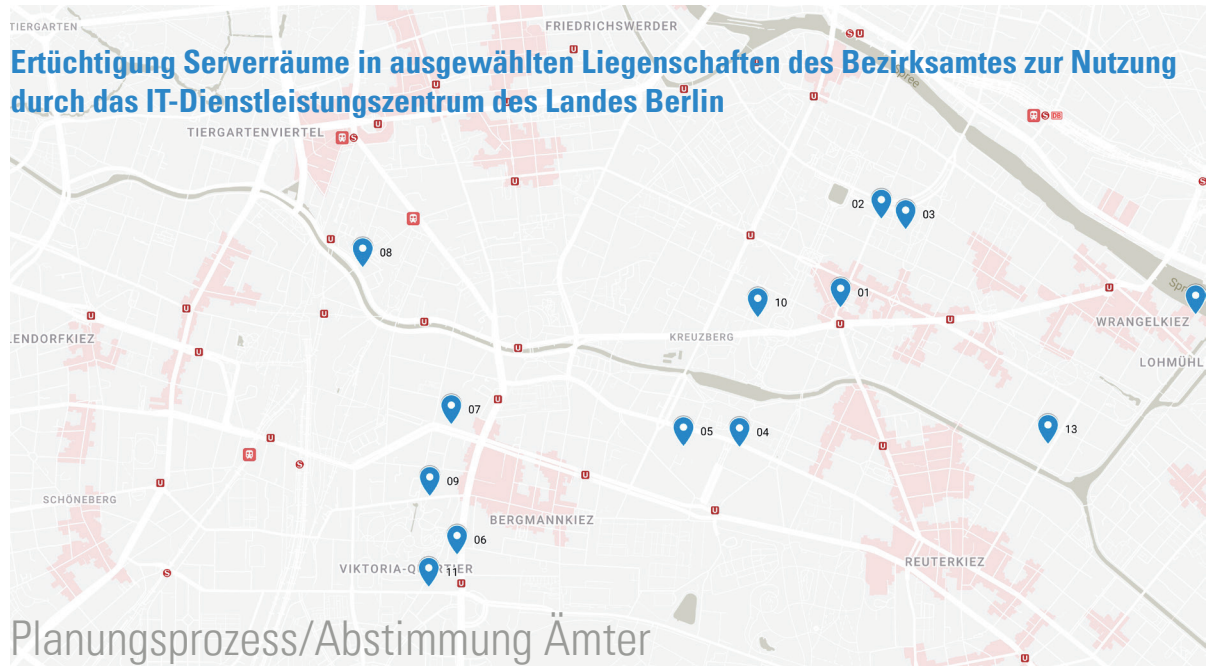 TIERGARTEN
FRIEDRICHSWERDER
Ertüchtigung Serverräume in ausgewählten Liegenschaften des Bezirksamtes zur Nutzung
durch das IT-Dienstleistungszentrum des Landes Berlin
Spree
TIERGARTENVIERTEL
02
03
08
10
01
WRANGELKIEZ
KREUZBERG
LENDORFKIEZ
LOHMÜHL
07
05
04
13
09
SCHÖNEBERG
BERGMANNKIEZ
06
REUTERKIEZ
VIKTORIA-QUARTIER
11
Planungsprozess/Abstimmung Ämter